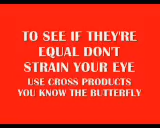 TO SEE IF THEY'RE
EQUAL DON'T
STRAIN YOUR EYE
USE CROSS PRODUCTS
YOU KNOW THE BUTTERFLY